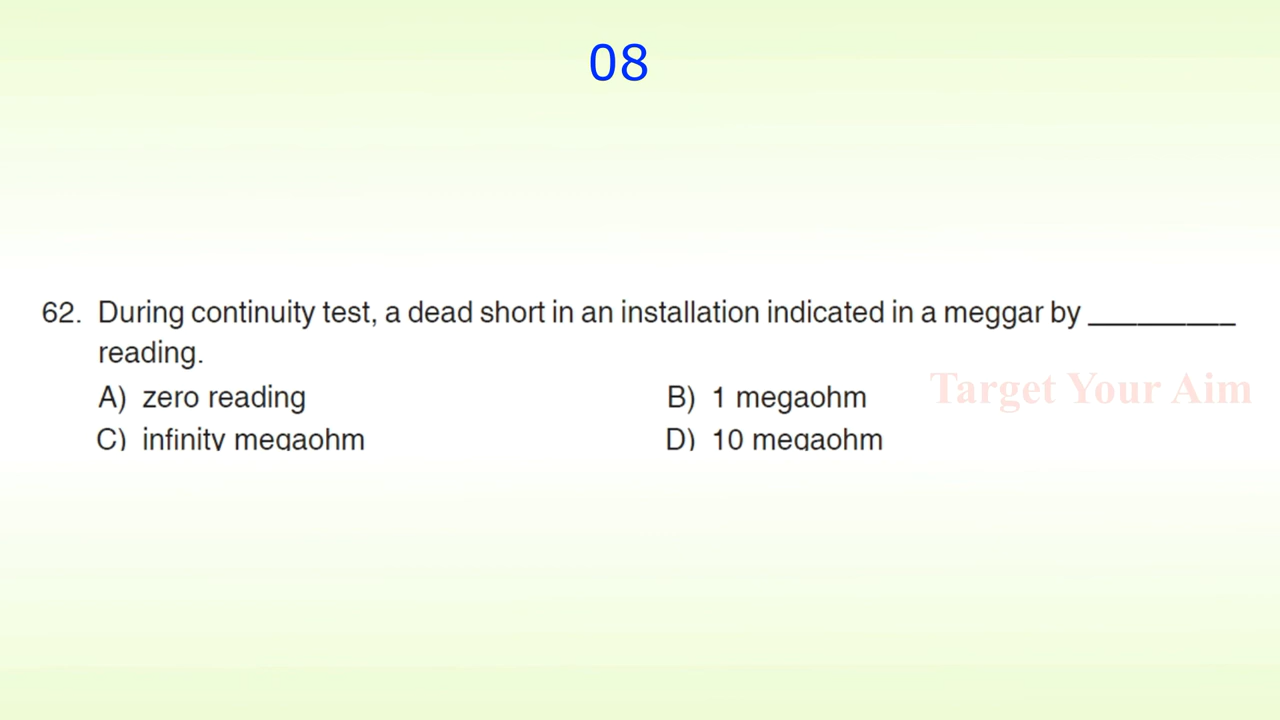 08
62. During continuity test, a dead short in an installation indicated in a meggar by _________
reading.
A) zero reading B) 1 megaohm
Target Your Aim
C) infinity megaohm D) 10 megaohm